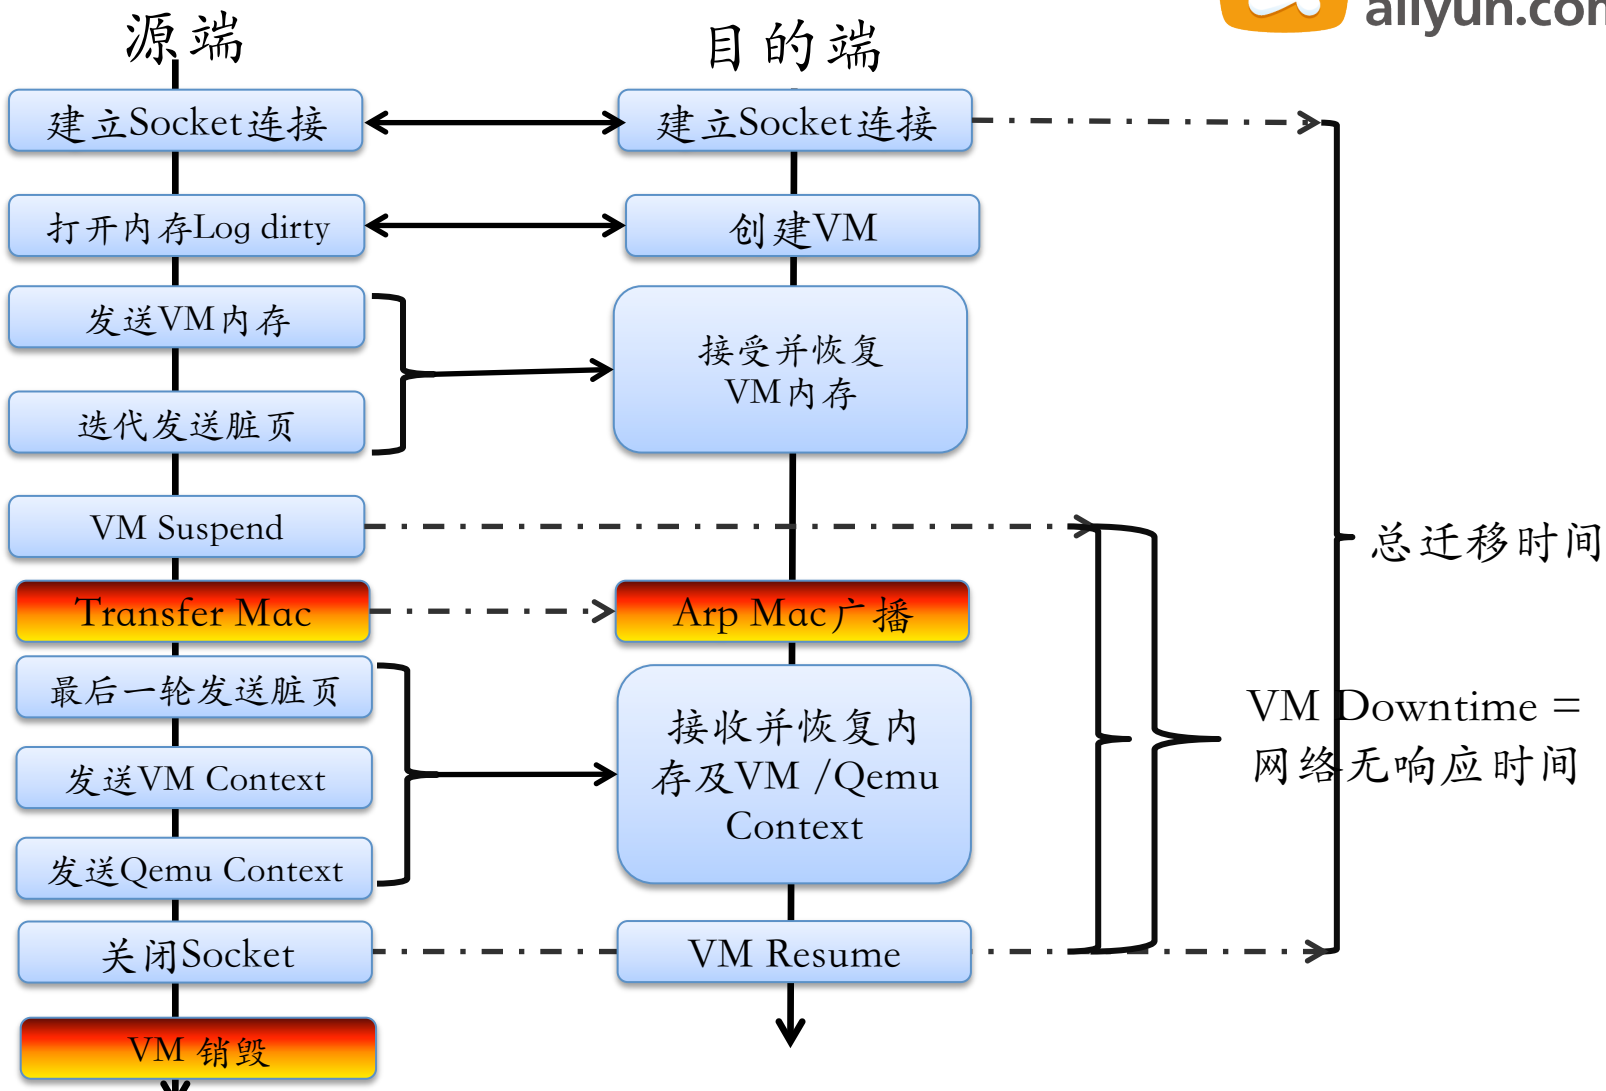 aliyun.com
源端
目的端
建立Socket连接
建立Socket连接
打开内存Log dirty
创建VM
发送VM内存
接受并恢复
VM内存
迭代发送脏页
VM Suspend
总迁移时间
Transfer Mac
Arp Mac广播
最后一轮发送脏页
接收并恢复内
存及VM /Qemu
Context
VM Downtime =
网络无响应时间
发送VM Context
发送Qemu Context
关闭Socket
VM Resume
VM 销毁